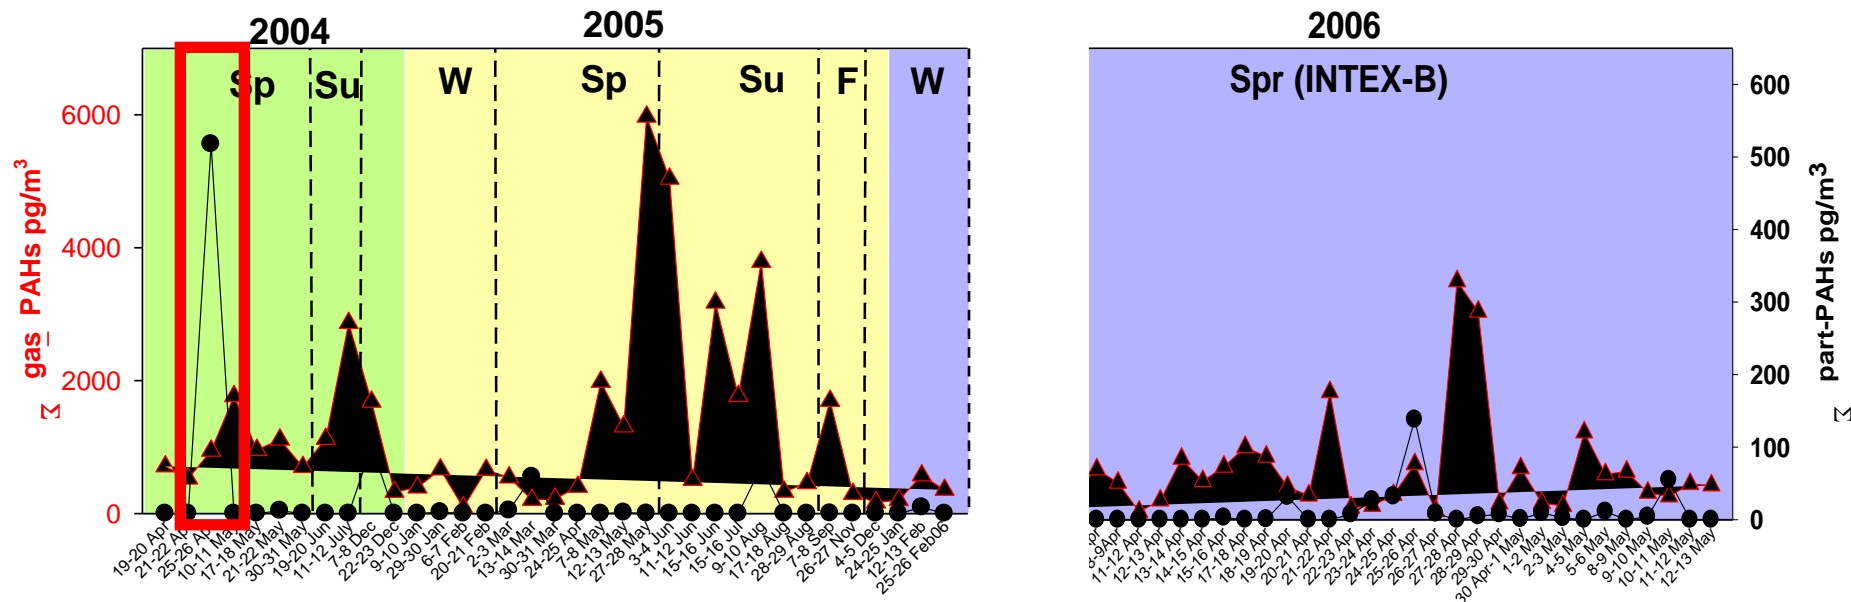 2004
2005
2006
Sp
Su
W
Sp
Su
F
W
Spr (INTEX-B)
6000
4000
2000
0
600
500
400
300
200
100
0
Σ gas_ PAHs pg/m³
Σ part-PAHs pg/m³
19-20 Apr
21-22 Apr
25-26 Apr
10-11 May
17-18 May
21-22 May
30-31 May
19-20 Jun
11-12 July
7-8 Dec
22-23 Dec
9-10 Jan
29-30 Jan
6-7 Feb
20-21 Feb
2-3 Mar
13-14 Mar
30-31 Mar
24-25 Apr
7-8 May
12-13 May
27-28 May
3-4 Jun
11-12 Jun
15-16 Jun
15-16 Jul
9-10 Aug
17-18 Aug
28-29 Aug
7-8 Sep
26-27 Nov
4-5 Dec
24-25 Jan
12-13 Feb
25-26 Feb06
Apr
8-9Apr
11-12 Apr
12-13 Apr
13-14 Apr
14-15 Apr
15-16 Apr
17-18 Apr
18-19 Apr
19-20 Apr
20-21 Apr
21-22 Apr
22-23 Apr
23-24 Apr
24-25 Apr
25-26 Apr
26-27 Apr
27-28 Apr
28-29 Apr
29-30 Apr
30 Apr-1 May
1-2 May
2-3 May
4-5 May
5-6 May
8-9 May
9-10 May
10-11 May
11-12 May
12-13 May